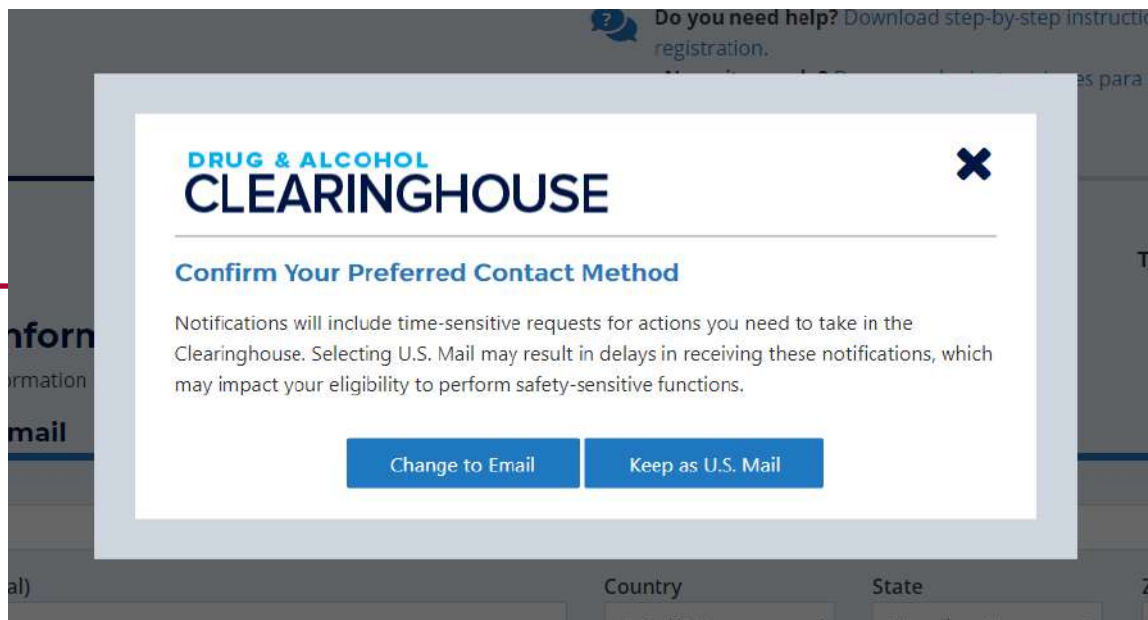 Do you need help? Download step-by-step
registration.
es para
DRUG & ALCOHOL
CLEARINGHOUSE
Confirm Your Preferred Contact Method
Notifications will include time-sensitive requests for actions you need to take in the
Clearinghouse. Selecting U.S. Mail may result in delays in receiving these notifications, which
may impact your eligibility to perform safety-sensitive functions.
mail
Change to Email Keep as U.S. Mail
al) Country State